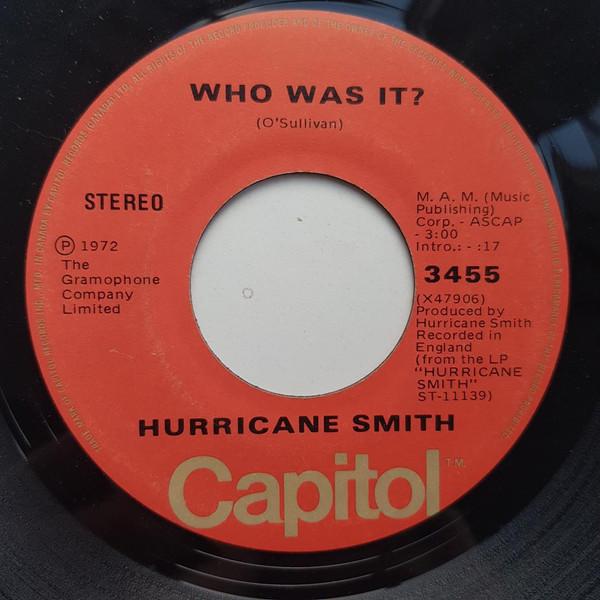 WHO WAS IT?
(O'Sullivan)
STEREO
Ⓟ 1972
The
Gramophone
Company
Limited
M. A. M. (Music
Publishing)
Corp. - ASCAP
- 3:00
Intro.: - :17
3455
(X47906)
Produced by
Hurricane Smith
Recorded in
England
(from the LP
"HURRICANE
SMITH"
ST-11139)
HURRICANE SMITH
Capitol T.M.